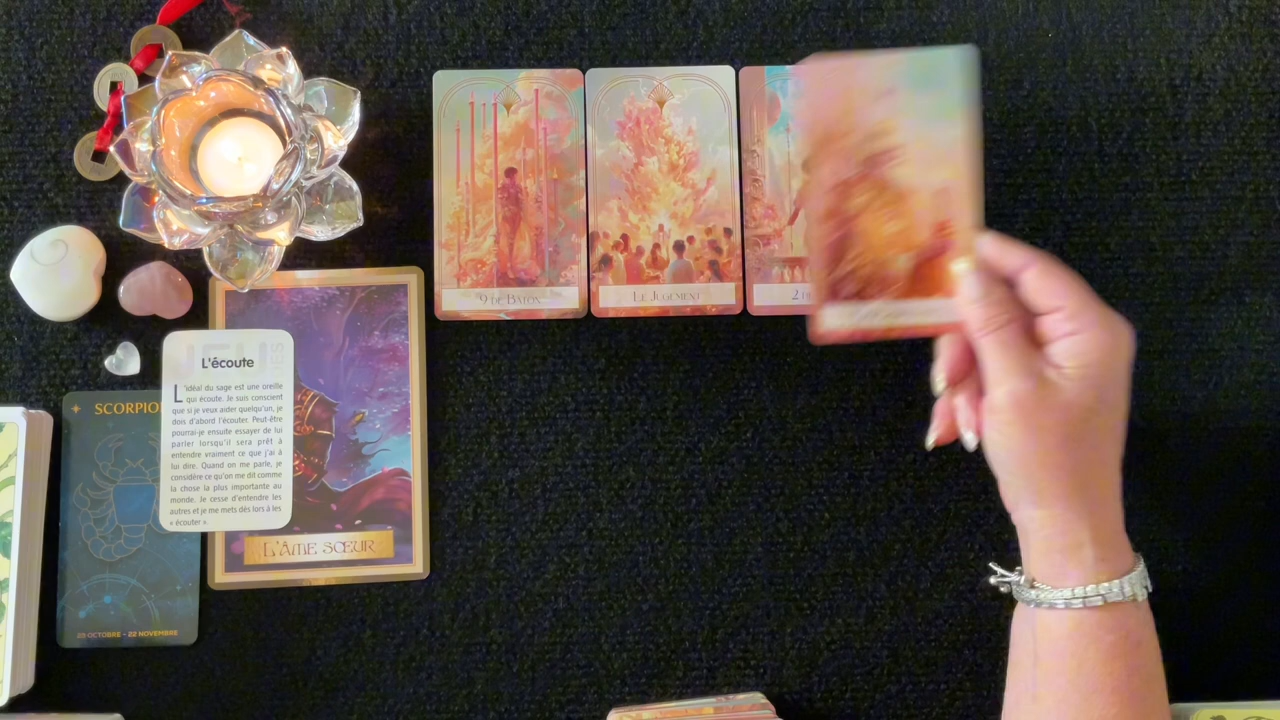 9 DE BÂTON
LE JUGEMENT
2 DE
L'écoute
L'idéal du sage est une oreille
qui écoute. Je suis conscient
que si je veux aider quelqu'un, je
dois d'abord l'écouter. Peut-être
pourrai-je ensuite essayer de lui
parler lorsqu'il sera prêt à
entendre vraiment ce que j'ai à
lui dire. Quand on me parle, je
considère ce qu'on me dit comme
la chose la plus importante au
monde. Je cesse d'entendre les
autres et je me mets dès lors à les
« écouter ».
SCORPIO
L'ÂME SŒUR
OCTOBRE - 22 NOVEMBRE